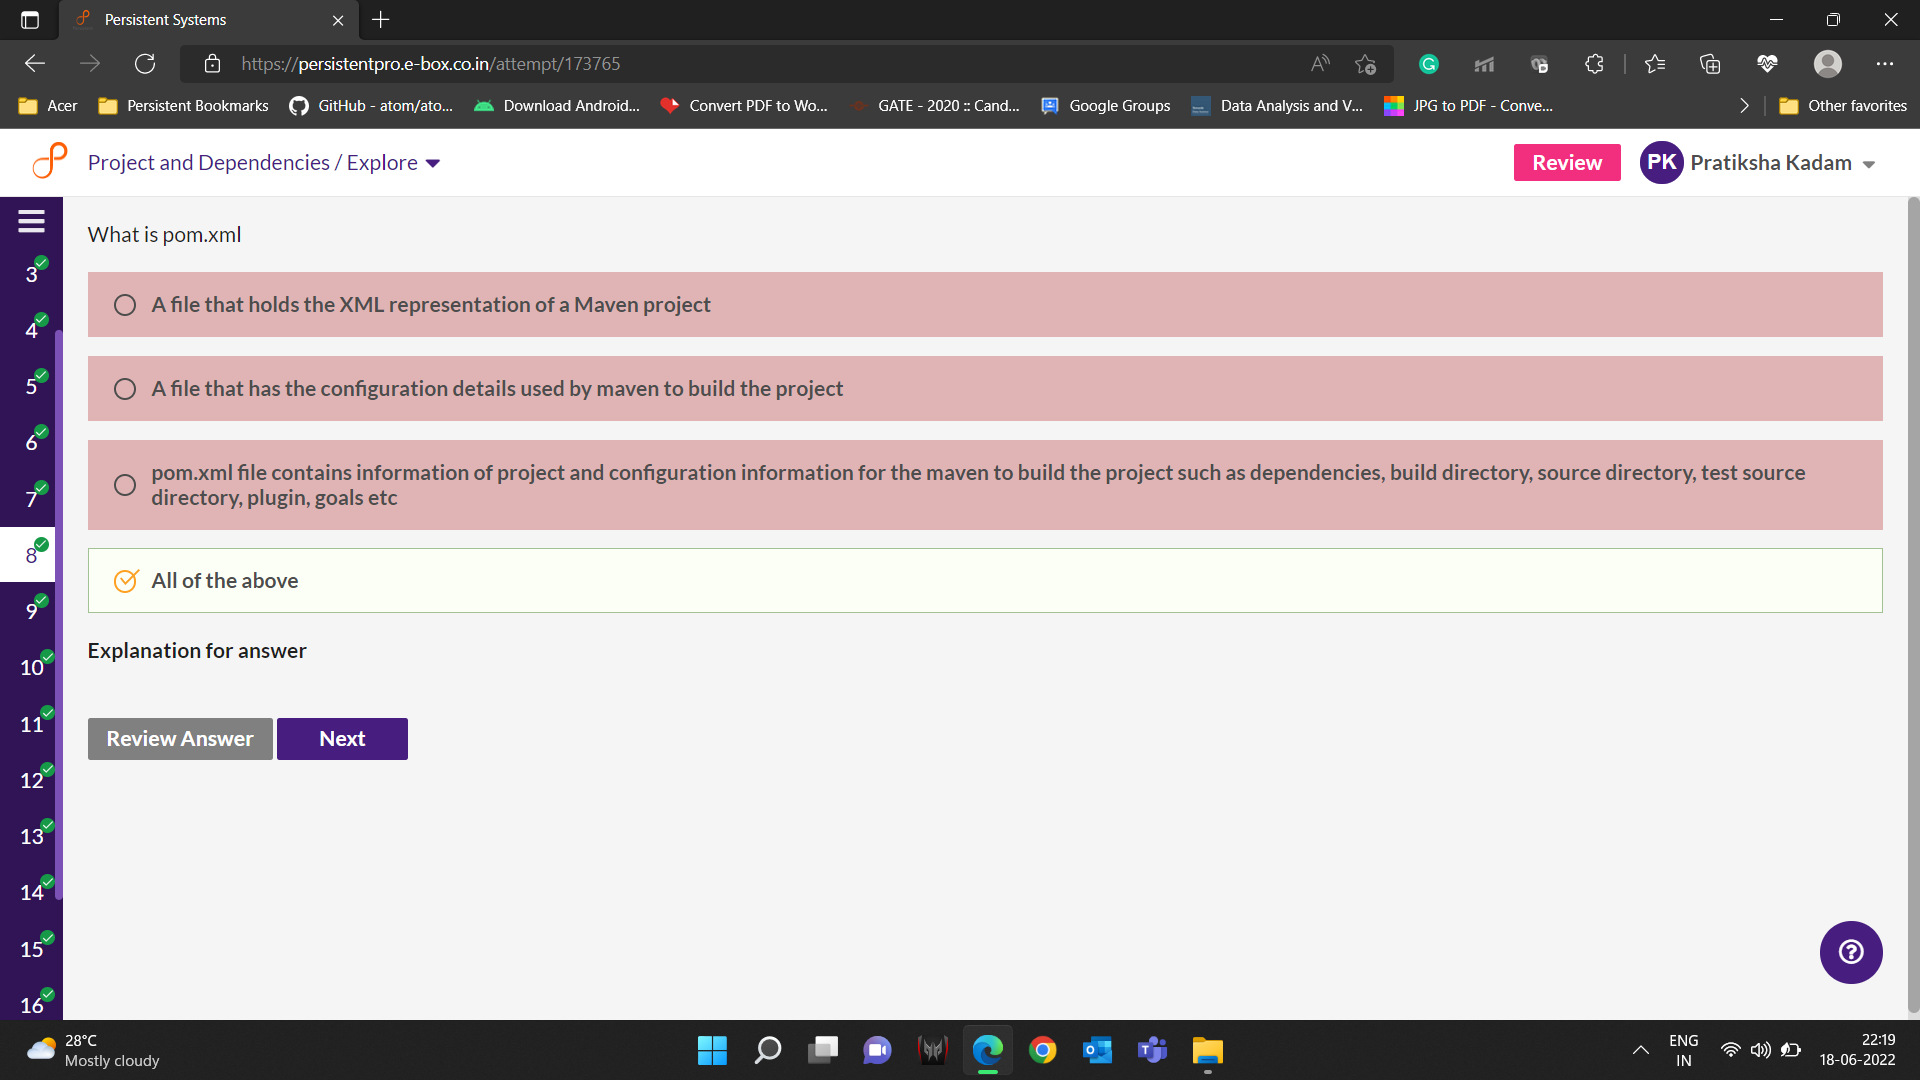 Persistent Systems
https://persistentpro.e-box.co.in/attempt/173765
Acer
Persistent Bookmarks
GitHub - atom/ato...
Download Android...
Convert PDF to Wo...
GATE - 2020 :: Cand...
Google Groups
Data Analysis and V...
JPG to PDF - Conve...
Other favorites
Project and Dependencies / Explore
Review
PK
Pratiksha Kadam
What is pom.xml
A file that holds the XML representation of a Maven project
A file that has the configuration details used by maven to build the project
pom.xml file contains information of project and configuration information for the maven to build the project such as dependencies, build directory, source directory, test source
directory, plugin, goals etc
All of the above
Explanation for answer
Review Answer
Next
3
4
5
6
7
8
9
10
11
12
13
14
15
16
28°C
Mostly cloudy
ENG
IN
22:19
18-06-2022